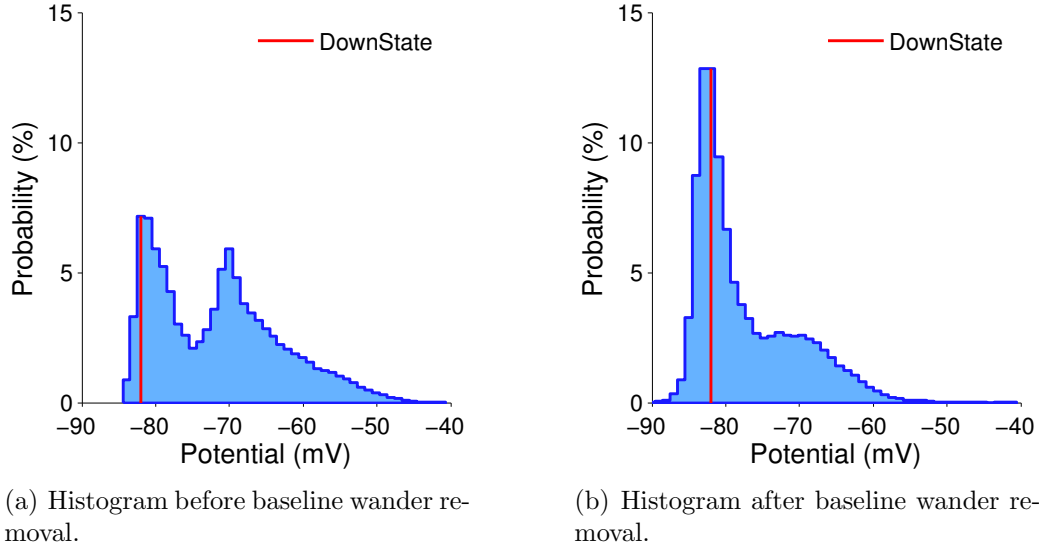 15
10
5
0
Probability (%)
DownState
−90
−80
−70
−60
−50
−40
Potential (mV)
(a) Histogram before baseline wander re-
moval.
15
10
5
0
Probability (%)
DownState
−90
−80
−70
−60
−50
−40
Potential (mV)
(b) Histogram after baseline wander re-
moval.